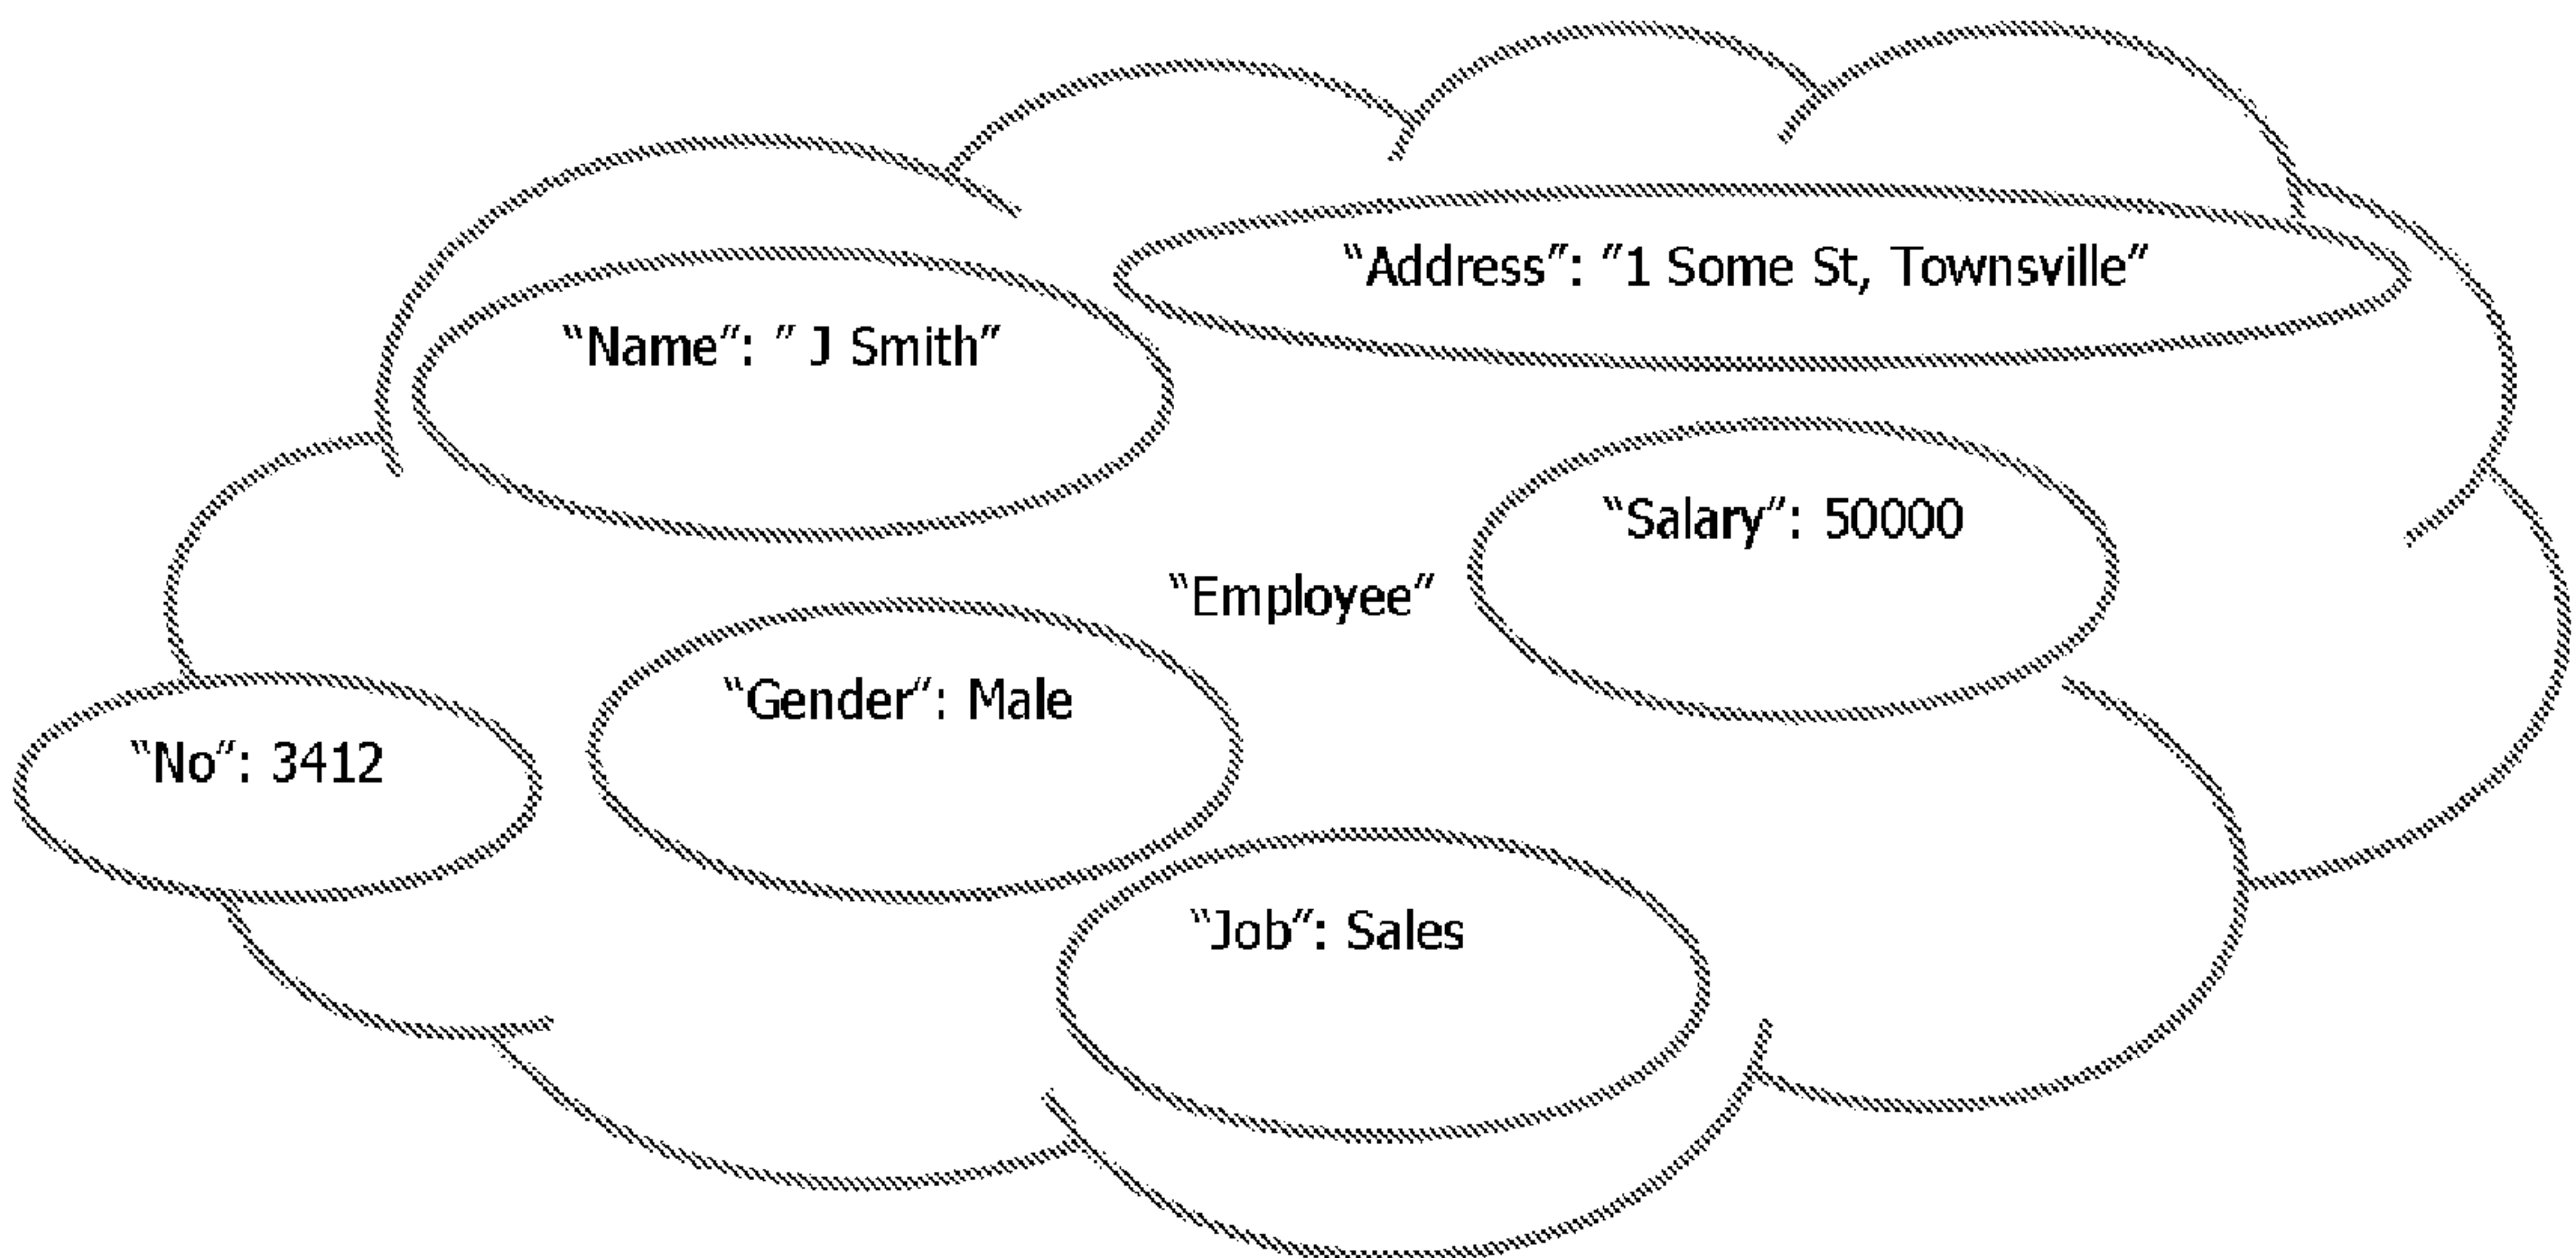 “Address”: ”1 Some St, Townsville”
“Name”: ” J Smith”
“Salary”: 50000
“Employee”
“Gender”: Male
“No”: 3412
“Job”: Sales